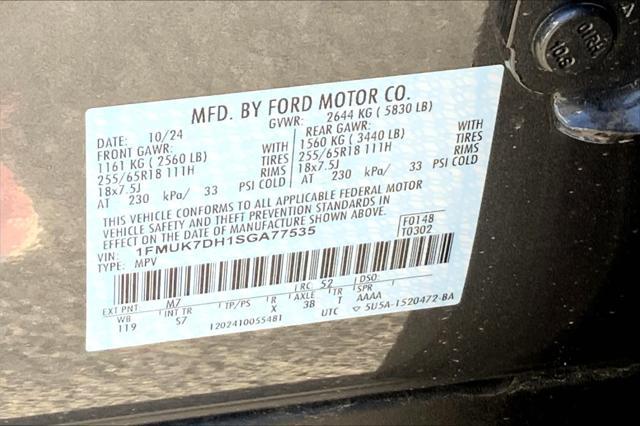 MFD. BY FORD MOTOR CO.
DATE: 10/24 GVWR: 2644 KG ( 5830 LB)
FRONT GAWR: REAR GAWR:
1161 KG ( 2560 LB) WITH 1560 KG ( 3440 LB) WITH
255/65R18 111H TIRES 255/65R18 111H TIRES
18x7.5J RIMS 18x7.5J RIMS
AT 230 kPa/ 33 PSI COLD AT 230 kPa/ 33 PSI COLD
THIS VEHICLE CONFORMS TO ALL APPLICABLE FEDERAL MOTOR
VEHICLE SAFETY AND THEFT PREVENTION STANDARDS IN
EFFECT ON THE DATE OF MANUFACTURE SHOWN ABOVE.
VIN: 1FMUK7DH1SGA77535 F0148
TYPE: MPV T0302
EXT PNT M7 RC 52 DSO:
WB INT TR TP/PS R AXLE TR SPR
119 S7 X 3B T AAAA
1202410055481 UTC 5U5A-1520472-BA